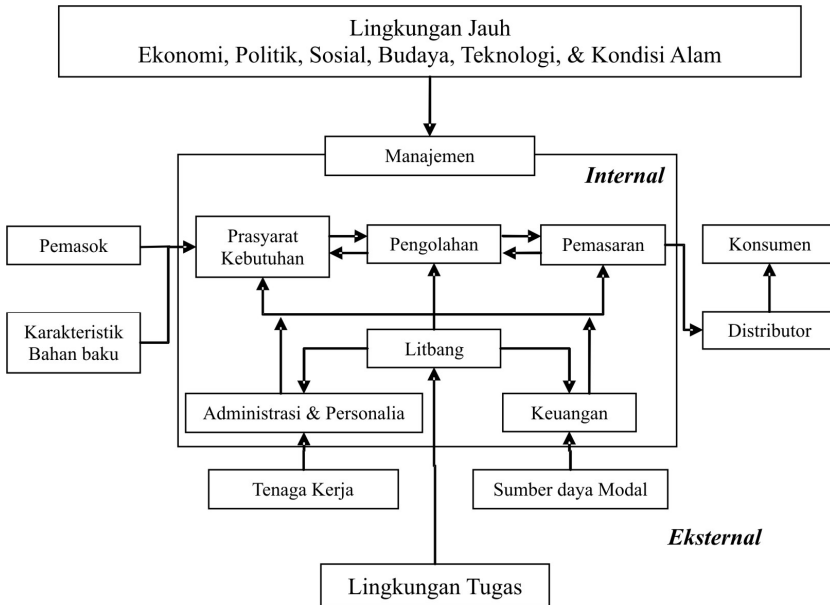 Lingkungan Jauh
Ekonomi, Politik, Sosial, Budaya, Teknologi, & Kondisi Alam
Manajemen
Internal
Pemasok
Prasyarat
Kebutuhan
Pengolahan
Pemasaran
Konsumen
Karakteristik
Bahan baku
Litbang
Distributor
Administrasi & Personalia
Keuangan
Tenaga Kerja
Sumber daya Modal
Eksternal
Lingkungan Tugas